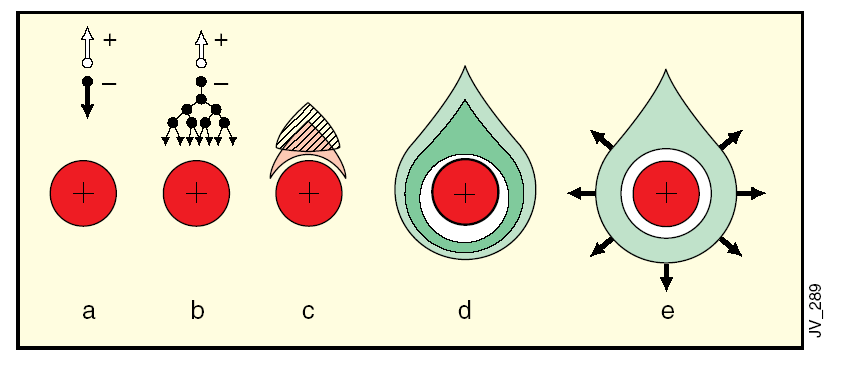 + +
– –
a b c d e
JV_289